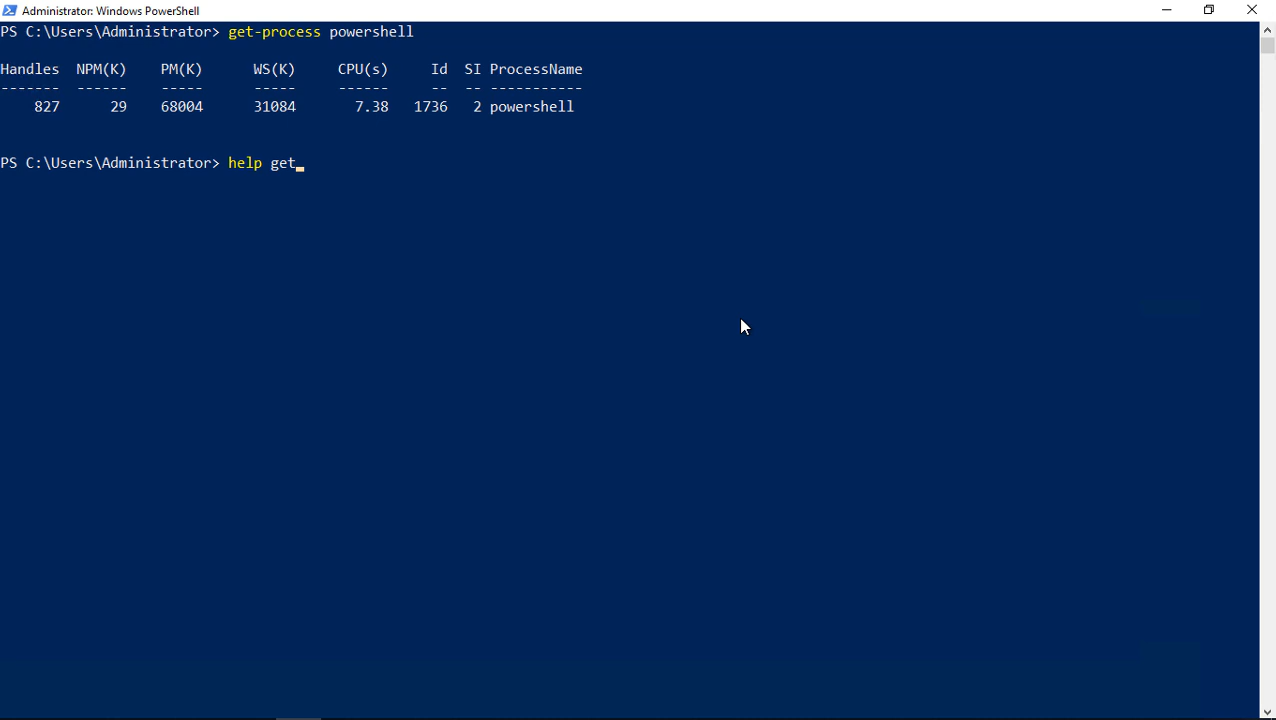 Administrator: Windows PowerShell
PS C:\Users\Administrator> get-process powershell
Handles  NPM(K)    PM(K)      WS(K)     CPU(s)     Id  SI ProcessName
-------  ------    -----      -----     ------     --  -- -----------
    827      29    68004      31084       7.38   1736   2 powershell
PS C:\Users\Administrator> help get